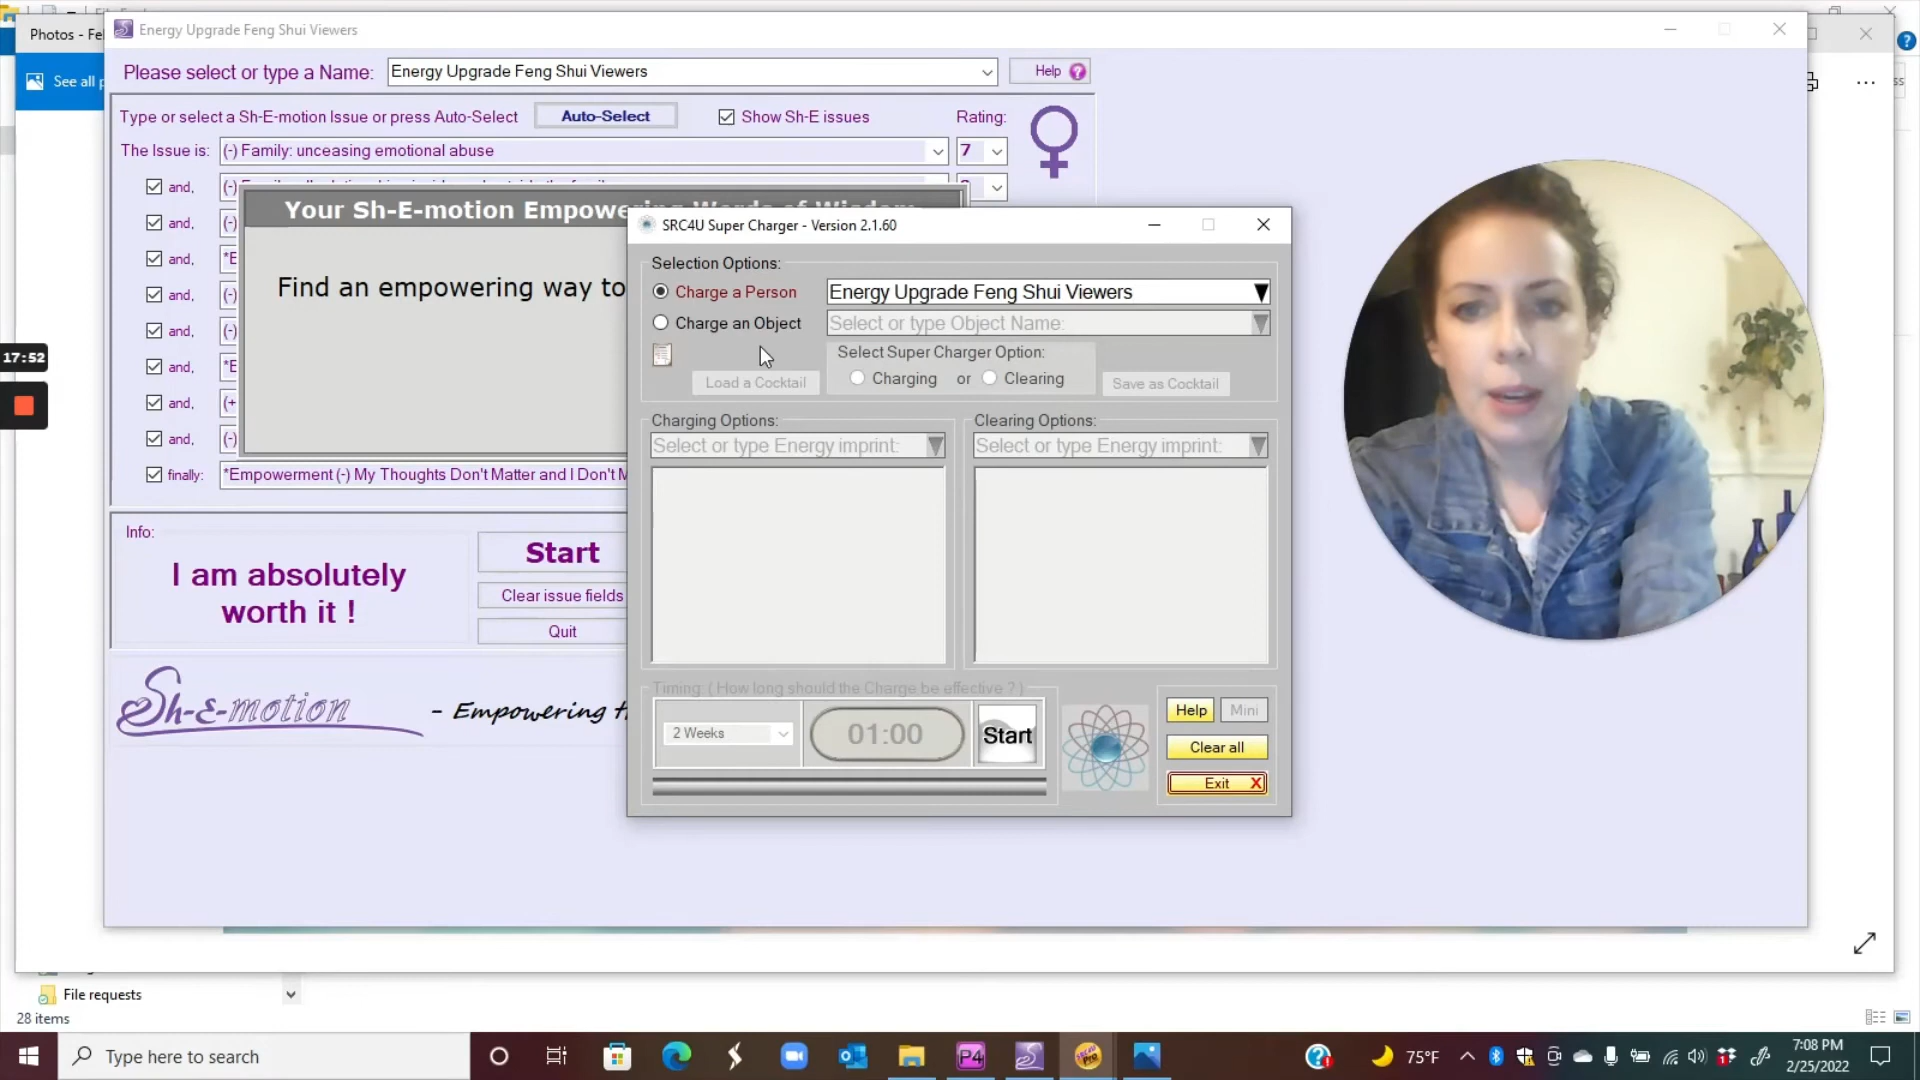 Photos - Fe
Energy Upgrade Feng Shui Viewers
See all p
Please select or type a Name: Energy Upgrade Feng Shui Viewers Help
Type or select a Sh-E-motion Issue or press Auto-Select Auto-Select Show Sh-E issues Rating:
The Issue is: (-) Family: unceasing emotional abuse 7
and, (-)
and, (-)
and, *E
and, (-)
and, (-)
and, *E
and, (+
and, (-)
finally: *Empowerment (-) My Thoughts Don't Matter and I Don't M
Your Sh-E-motion Empowering Words of Wisdom
Find an empowering way to
Info:
I am absolutely
worth it !
Start
Clear issue fields
Quit
Sh-E-motion - Empowering H
SRC4U Super Charger - Version 2.1.60
Selection Options:
Charge a Person Energy Upgrade Feng Shui Viewers
Charge an Object Select or type Object Name:
Select Super Charger Option:
Load a Cocktail Charging or Clearing Save as Cocktail
Charging Options: Clearing Options:
Select or type Energy imprint: Select or type Energy imprint:
Timing: ( How long should the Charge be effective ? )
2 Weeks 01:00 Start
Help Mini
Clear all
Exit X
17:52
File requests
28 items
Type here to search
P4
SRC4U Pro
75°F
7:08 PM
2/25/2022